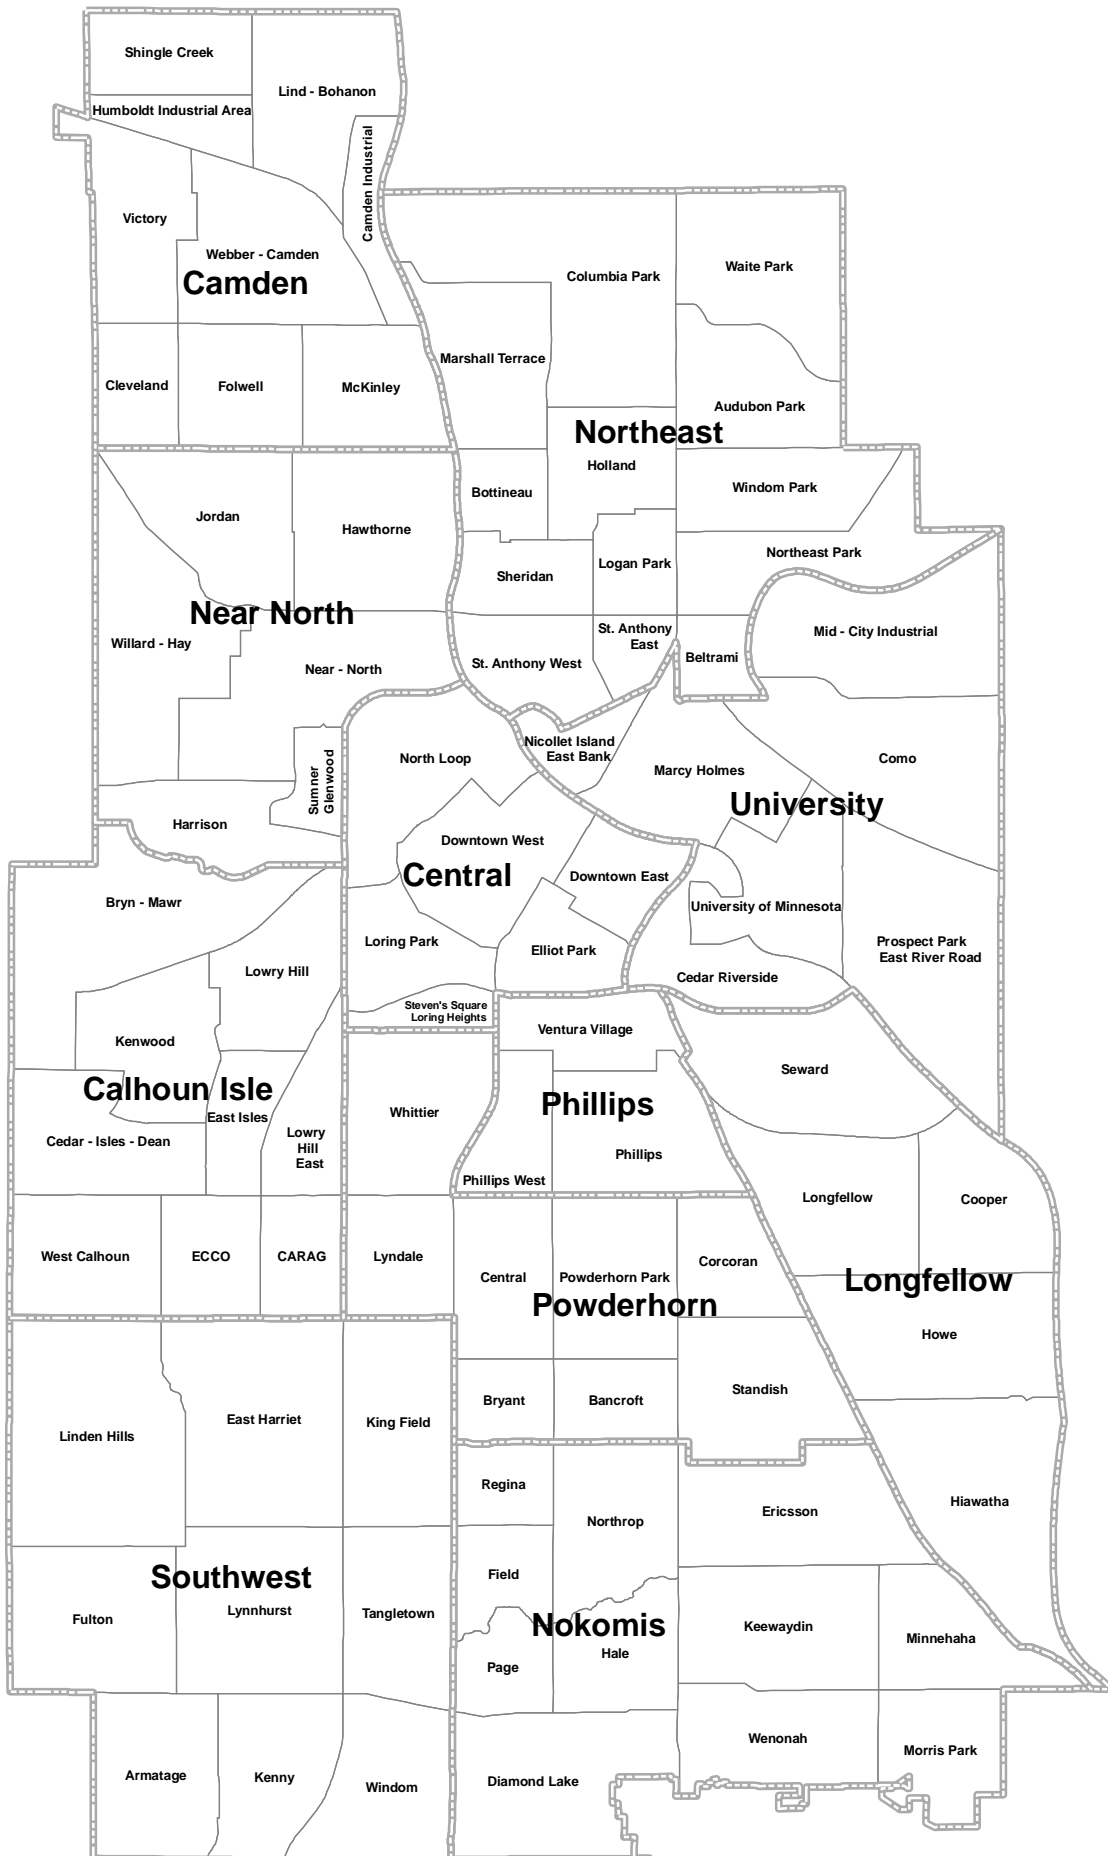 Shingle Creek
Lind - Bohanon
Humboldt Industrial Area
Camden Industrial
Victory
Webber - Camden
Camden
Columbia Park
Waite Park
Cleveland
Folwell
McKinley
Marshall Terrace
Audubon Park
Northeast
Holland
Bottineau
Windom Park
Jordan
Hawthorne
Northeast Park
Sheridan
Logan Park
Near North
Willard - Hay
Near - North
St. Anthony West
St. Anthony
East
Beltrami
Mid - City Industrial
Nicollet Island
East Bank
North Loop
Marcy Holmes
Como
University
Sumner
Glenwood
Harrison
Downtown West
Central
Downtown East
Bryn - Mawr
University of Minnesota
Loring Park
Elliot Park
Prospect Park
East River Road
Lowry Hill
Cedar Riverside
Steven's Square
Loring Heights
Ventura Village
Kenwood
Seward
Calhoun Isle
East Isles
Whittier
Phillips
Cedar - Isles - Dean
Lowry
Hill
East
Phillips
Phillips West
Longfellow
Cooper
West Calhoun
ECCO
CARAG
Lyndale
Central
Powderhorn Park
Corcoran
Longfellow
Powderhorn
Howe
Bryant
Bancroft
Standish
Linden Hills
East Harriet
King Field
Regina
Northrop
Ericsson
Hiawatha
Southwest
Field
Fulton
Lynnhurst
Tangletown
Nokomis
Keewaydin
Minnehaha
Page
Hale
Wenonah
Morris Park
Armatage
Kenny
Windom
Diamond Lake